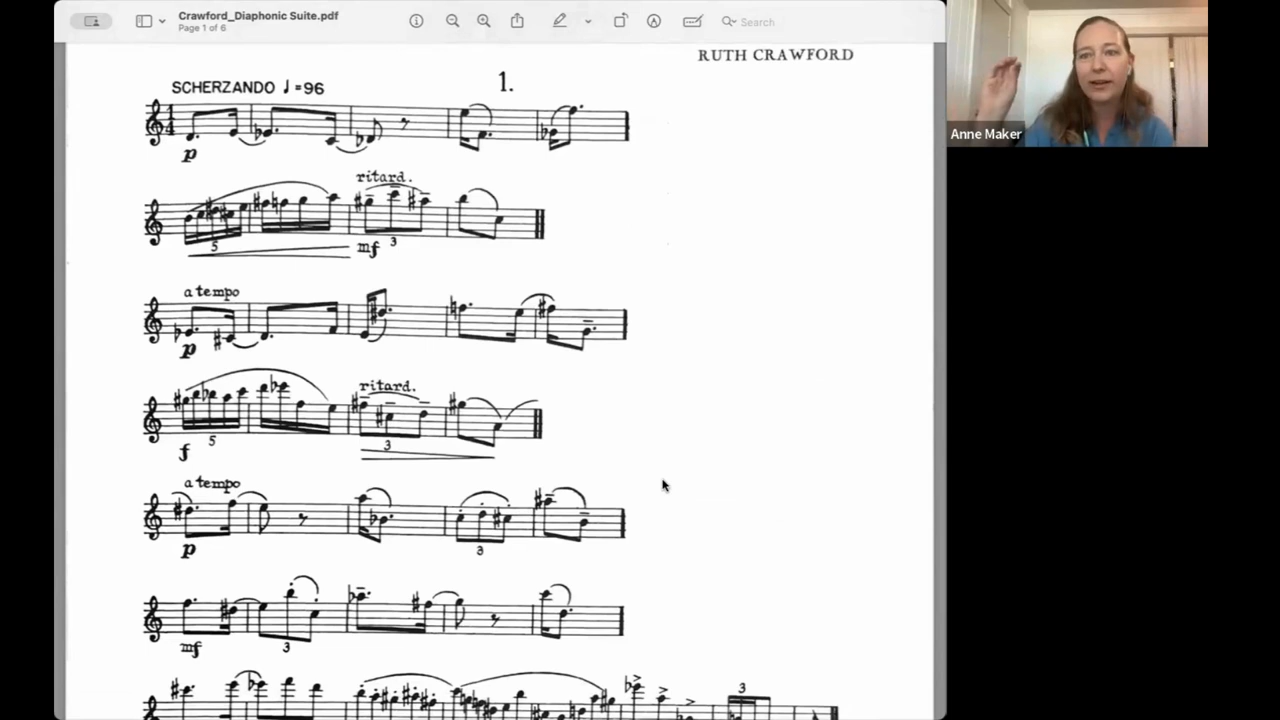 Crawford_Diaphonic Suite.pdf
Page 1 of 6
Search
RUTH CRAWFORD
SCHERZANDO ♩=96
1.
4
p
ritard.
5
mf
3
a tempo
p
ritard.
5
3
f
a tempo
p
3
mf
3
3
Anne Maker